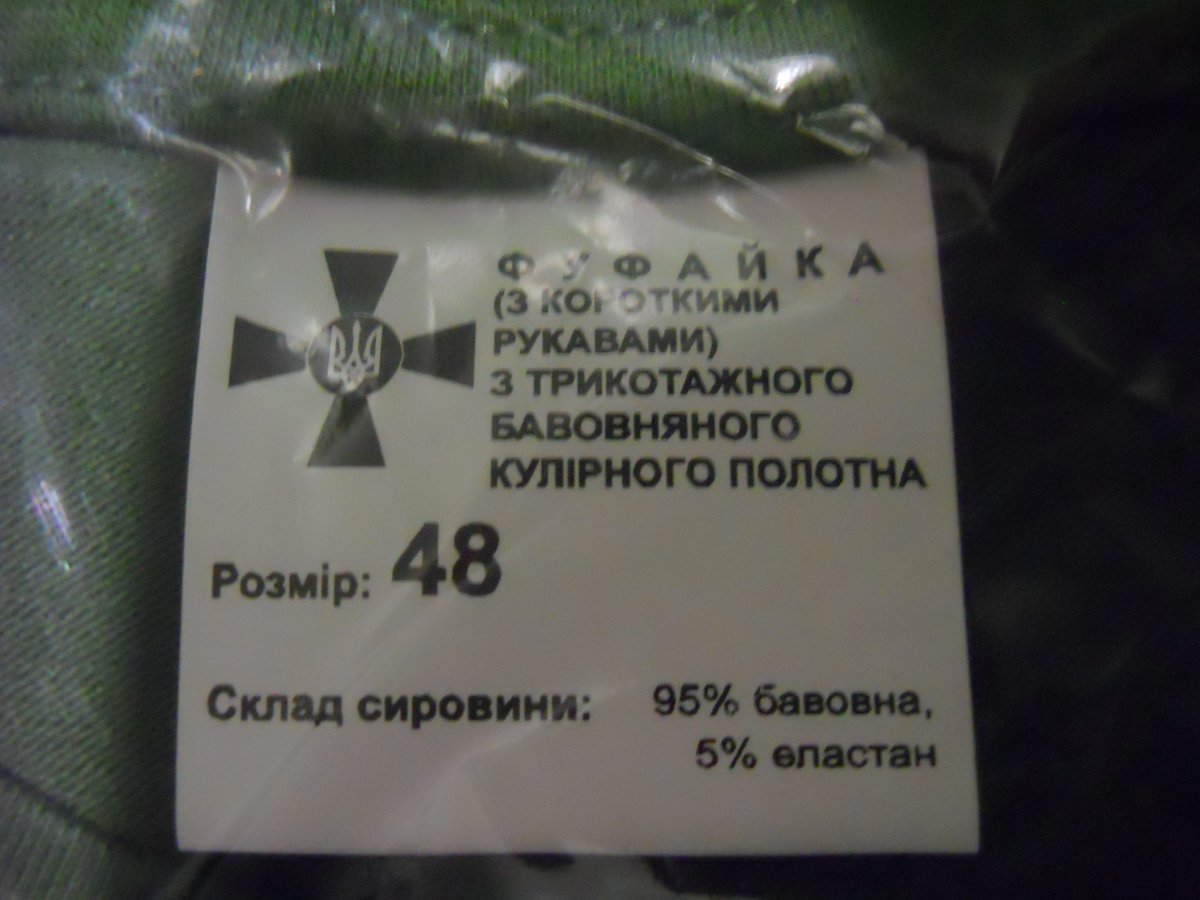 ФУФАЙКА
(З КОРОТКИМИ
РУКАВАМИ)
З ТРИКОТАЖНОГО
БАВОВНЯНОГО
КУЛІРНОГО ПОЛОТНА
Розмір: 48
Склад сировини: 95% бавовна,
5% еластан